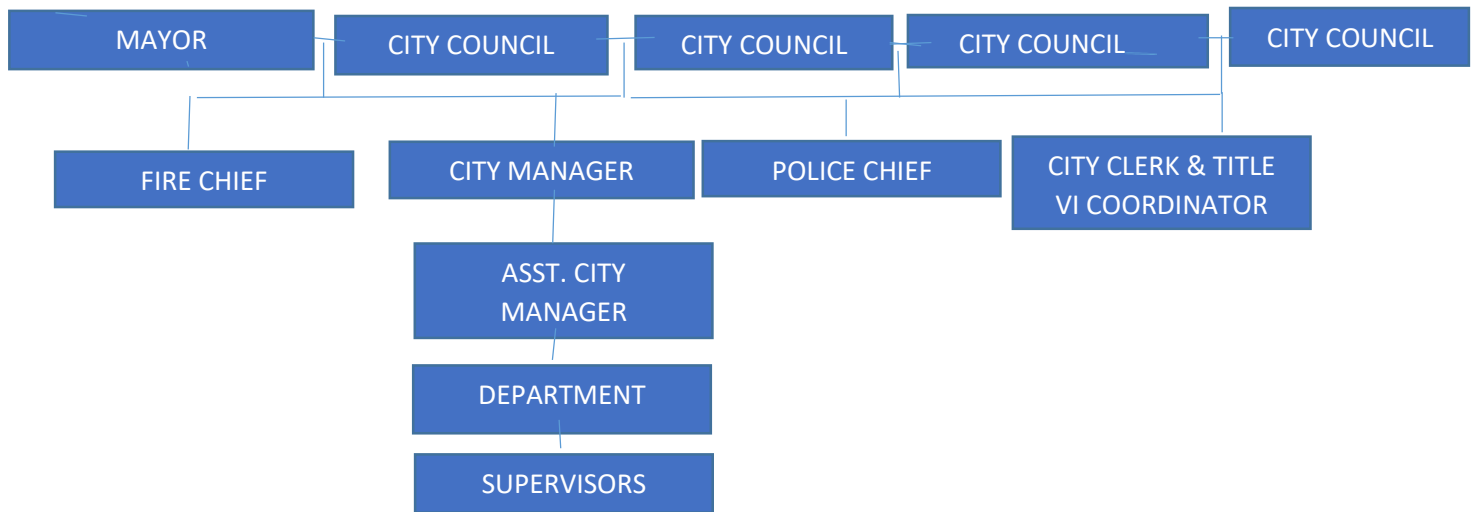 MAYOR
CITY COUNCIL
CITY COUNCIL
CITY COUNCIL
CITY COUNCIL
FIRE CHIEF
CITY MANAGER
POLICE CHIEF
CITY CLERK & TITLE
VI COORDINATOR
ASST. CITY
MANAGER
DEPARTMENT
SUPERVISORS